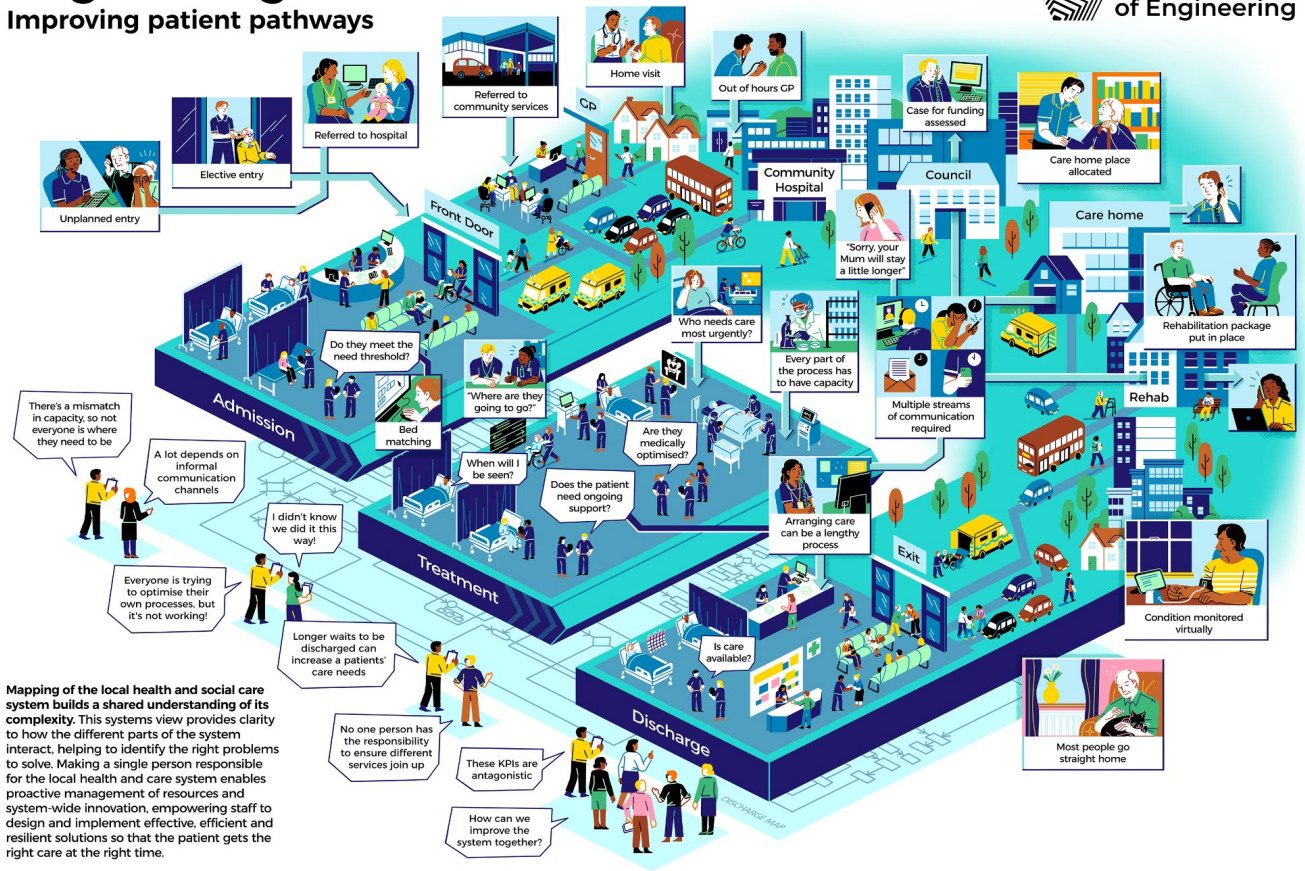 Improving patient pathways
of Engineering
Home visit
Referred to
community services
Out of hours GP
Referred to hospital
Elective entry
Unplanned entry
GP
Case for funding
assessed
Care home place
allocated
Community
Hospital
Council
Care home
"Sorry, your
Mum will stay
a little longer"
Front Door
Who needs care
most urgently?
Every part of
the process has
to have capacity
Rehabilitation package
put in place
Do they meet the
need threshold?
"Where are they
going to go?"
Bed
matching
Multiple streams
of communication
required
Rehab
Admission
There's a mismatch
in capacity, so not
everyone is where
they need to be
A lot depends on
informal
communication
channels
Are they
medically
optimised?
When will I
be seen?
Does the patient
need ongoing
support?
Arranging care
can be a lengthy
process
I didn't know
we did it this
way!
Exit
Treatment
Everyone is trying
to optimise their
own processes, but
it's not working!
Condition monitored
virtually
Longer waits to be
discharged can
increase a patients'
care needs
Is care
available?
Discharge
Most people go
straight home
No one person has
the responsibility
to ensure different
services join up
These KPIs are
antagonistic
How can we
improve the
system together?
DISCHARGE MAP
Mapping of the local health and social care
system builds a shared understanding of its
complexity. This systems view provides clarity
to how the different parts of the system
interact, helping to identify the right problems
to solve. Making a single person responsible
for the local health and care system enables
proactive management of resources and
system-wide innovation, empowering staff to
design and implement effective, efficient and
resilient solutions so that the patient gets the
right care at the right time.